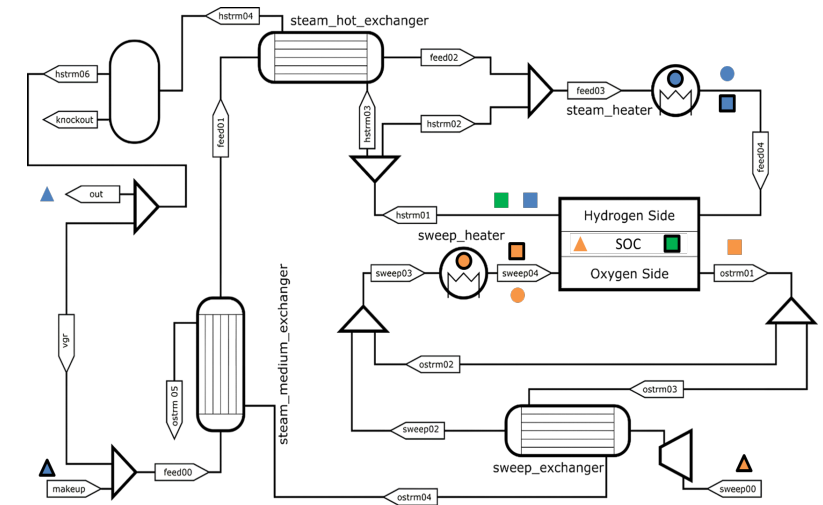 steam_hot_exchanger
hstrm04
hstrm06
knockout
feed01
hstrm03
feed02
hstrm02
feed03
steam_heater
feed04
out
hstrm01
Hydrogen Side
SOC
Oxygen Side
sweep_heater
sweep03
sweep04
ostrm01
vgr
ostrm 05
steam_medium_exchanger
ostrm02
ostrm03
sweep02
sweep_exchanger
makeup
feed00
ostrm04
sweep00